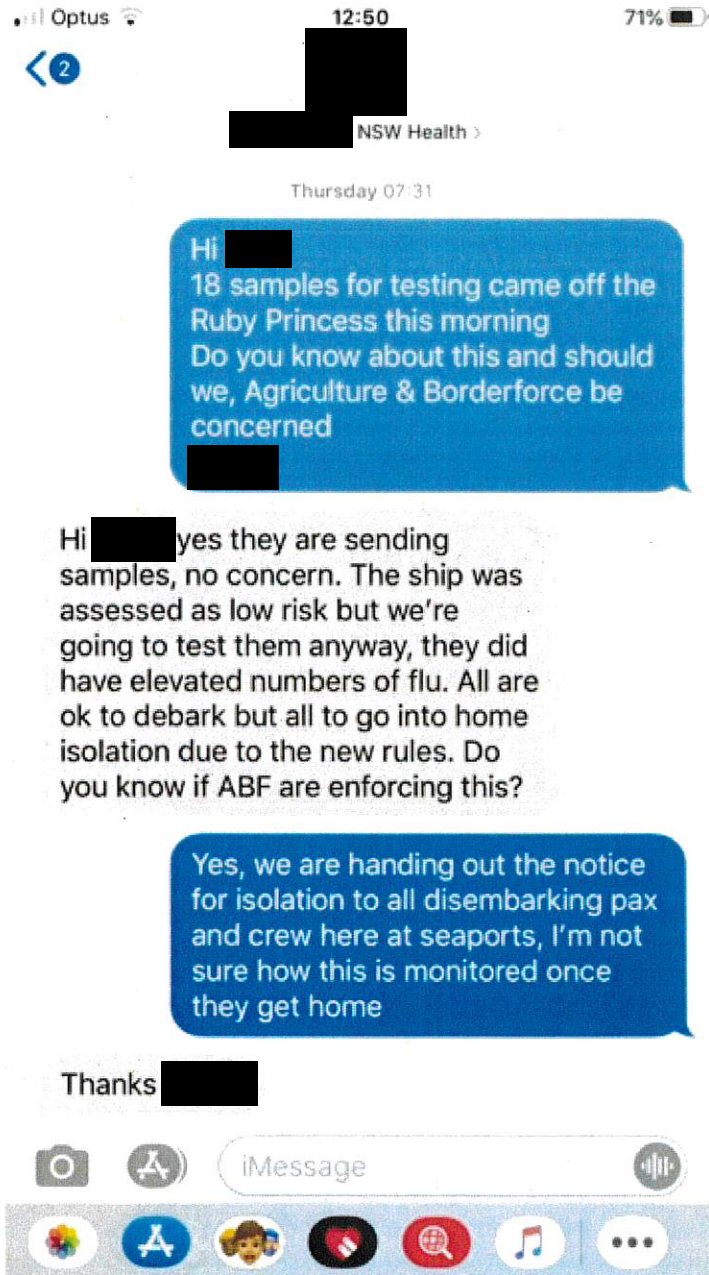 Optus 12:50 71%
2
NSW Health
Thursday 07:31
Hi
18 samples for testing came off the
Ruby Princess this morning
Do you know about this and should
we, Agriculture & Borderforce be
concerned
Hi yes they are sending
samples, no concern. The ship was
assessed as low risk but we're
going to test them anyway, they did
have elevated numbers of flu. All are
ok to debark but all to go into home
isolation due to the new rules. Do
you know if ABF are enforcing this?
Yes, we are handing out the notice
for isolation to all disembarking pax
and crew here at seaports, I'm not
sure how this is monitored once
they get home
Thanks
iMessage